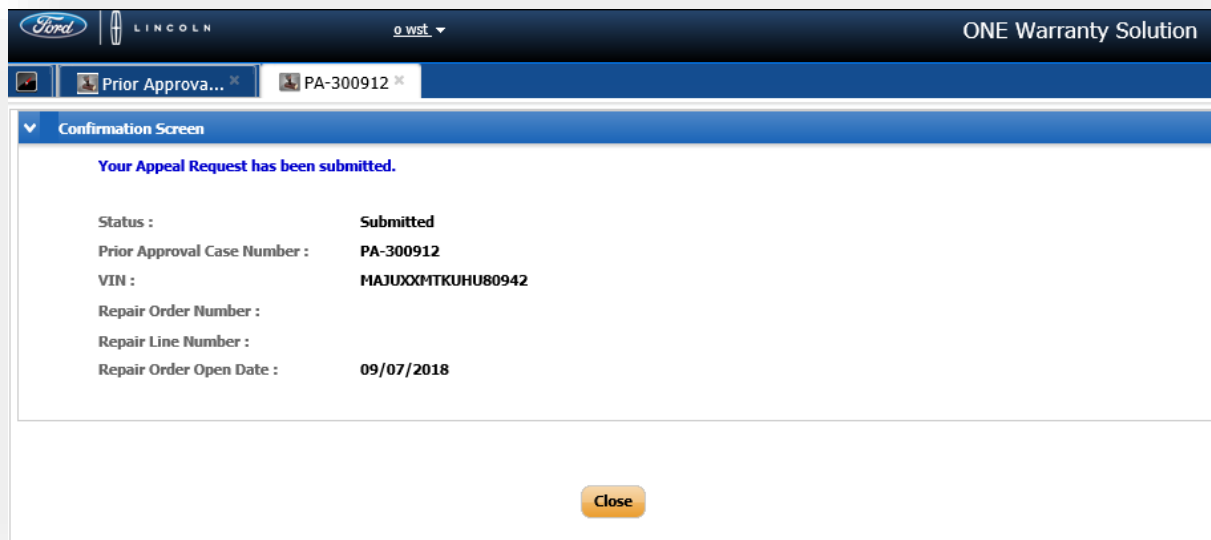 Ford LINCOLN o wst ONE Warranty Solution
Prior Approva... PA-300912
Confirmation Screen
Your Appeal Request has been submitted.
Status : Submitted
Prior Approval Case Number : PA-300912
VIN : MAJUXXMTKUHU80942
Repair Order Number :
Repair Line Number :
Repair Order Open Date : 09/07/2018
Close